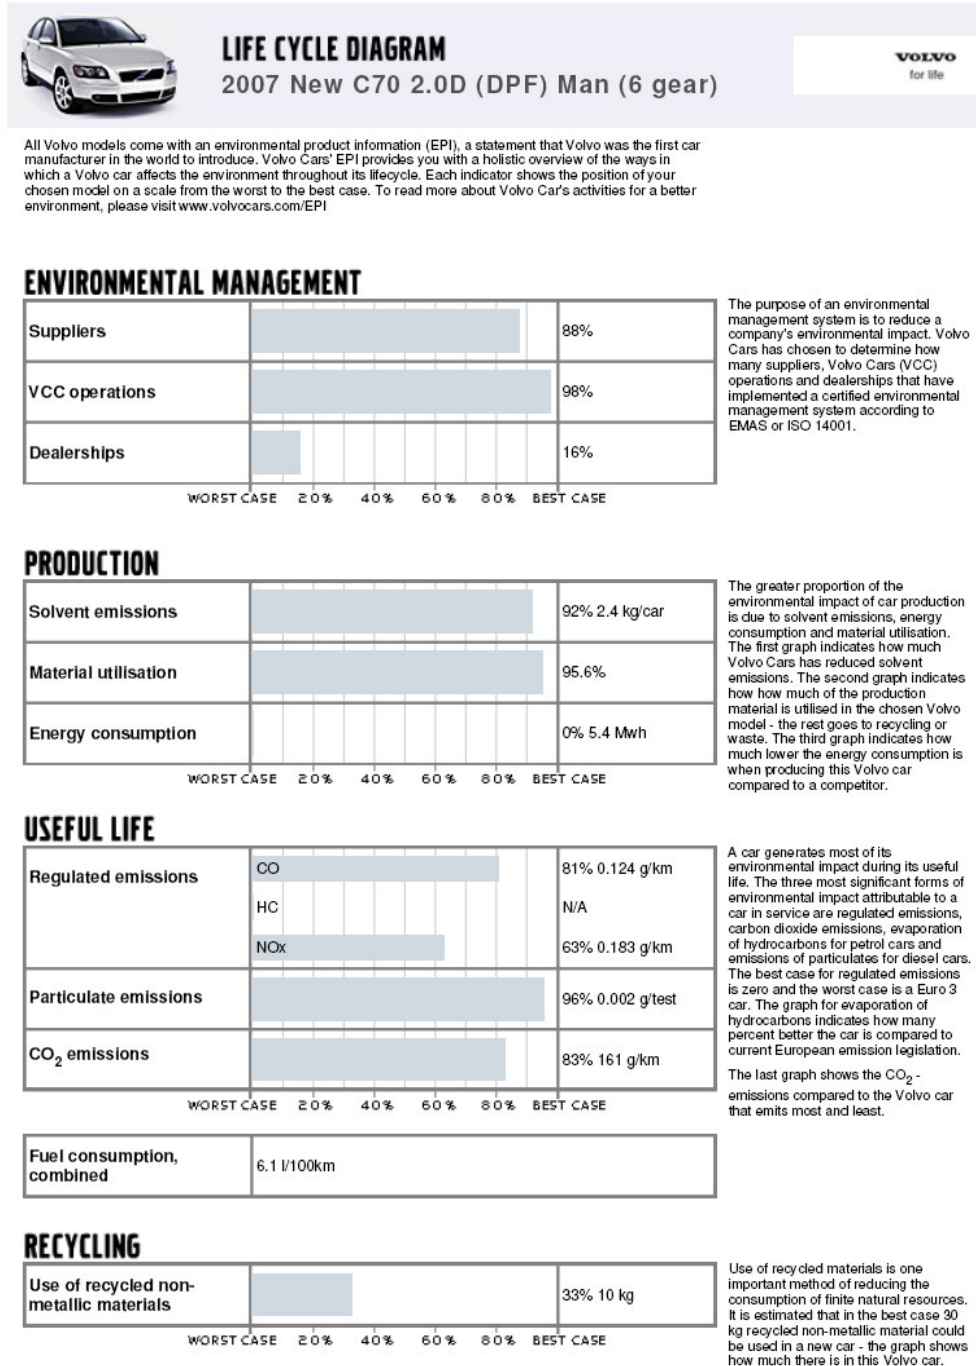 LIFE CYCLE DIAGRAM
2007 New C70 2.0D (DPF) Man (6 gear)
VOLVO
for life
All Volvo models come with an environmental product information (EPI), a statement that Volvo was the first car
manufacturer in the world to introduce. Volvo Cars' EPI provides you with a holistic overview of the ways in
which a Volvo car affects the environment throughout its lifecycle. Each indicator shows the position of your
chosen model on a scale from the worst to the best case. To read more about Volvo Car's activities for a better
environment, please visit www.volvocars.com/EPI
ENVIRONMENTAL MANAGEMENT
Suppliers
88%
VCC operations
98%
Dealerships
16%
WORST CASE 20% 40% 60% 80% BEST CASE
The purpose of an environmental
management system is to reduce a
company's environmental impact. Volvo
Cars has chosen to determine how
many suppliers, Volvo Cars (VCC)
operations and dealerships that have
implemented a certified environmental
management system according to
EMAS or ISO 14001.
PRODUCTION
Solvent emissions
92% 2.4 kg/car
Material utilisation
95.6%
Energy consumption
0% 5.4 Mwh
WORST CASE 20% 40% 60% 80% BEST CASE
The greater proportion of the
environmental impact of car production
is due to solvent emissions, energy
consumption and material utilisation.
The first graph indicates how much
Volvo Cars has reduced solvent
emissions. The second graph indicates
how how much of the production
material is utilised in the chosen Volvo
model - the rest goes to recycling or
waste. The third graph indicates how
much lower the energy consumption is
when producing this Volvo car
compared to a competitor.
USEFUL LIFE
Regulated emissions
CO
81% 0.124 g/km
HC
N/A
NOx
63% 0.183 g/km
Particulate emissions
96% 0.002 g/test
CO2 emissions
83% 161 g/km
WORST CASE 20% 40% 60% 80% BEST CASE
A car generates most of its
environmental impact during its useful
life. The three most significant forms of
environmental impact attributable to a
car in service are regulated emissions,
carbon dioxide emissions, evaporation
of hydrocarbons for petrol cars and
emissions of particulates for diesel cars.
The best case for regulated emissions
is zero and the worst case is a Euro 3
car. The graph for evaporation of
hydrocarbons indicates how many
percent better the car is compared to
current European emission legislation.
The last graph shows the CO2 -
emissions compared to the Volvo car
that emits most and least.
Fuel consumption,
combined
6.1 l/100km
RECYCLING
Use of recycled non-
metallic materials
33% 10 kg
WORST CASE 20% 40% 60% 80% BEST CASE
Use of recycled materials is one
important method of reducing the
consumption of finite natural resources.
It is estimated that in the best case 30
kg recycled non-metallic material could
be used in a new car - the graph shows
how much there is in this Volvo car.